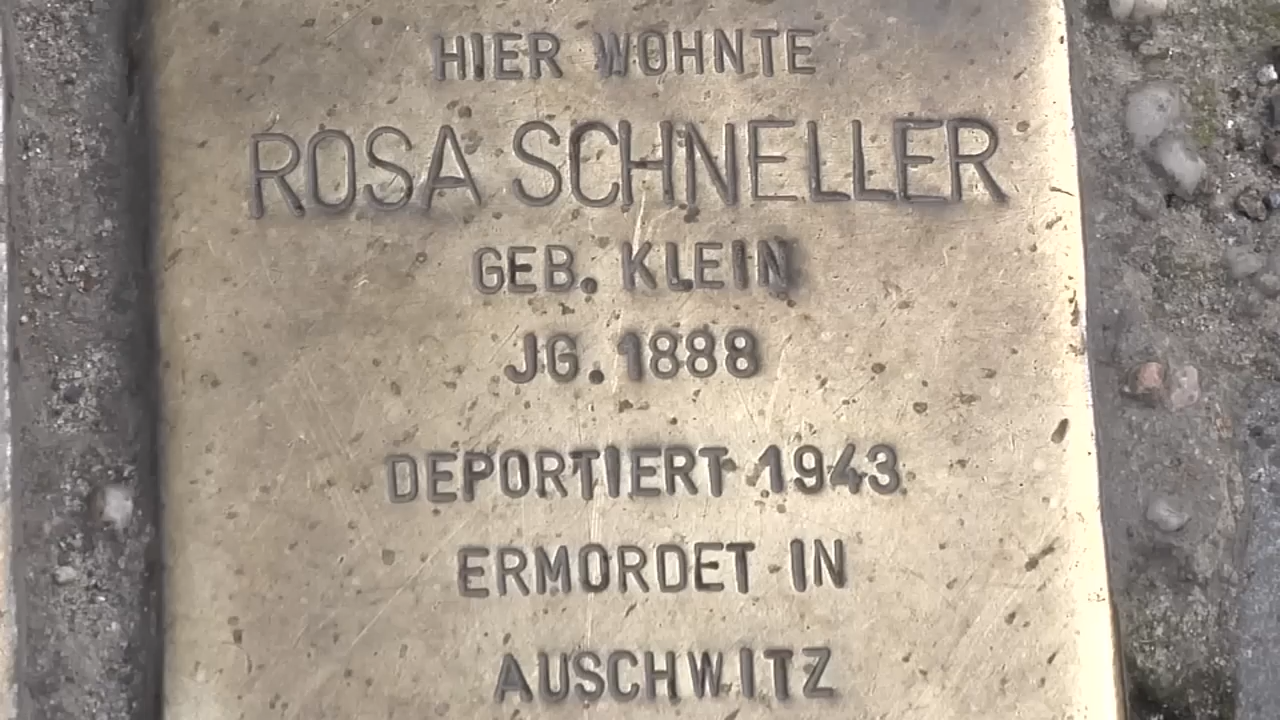 HIER WOHNTE
ROSA SCHNELLER
GEB. KLEIN
JG. 1888
DEPORTIERT 1943
ERMORDET IN
AUSCHWITZ